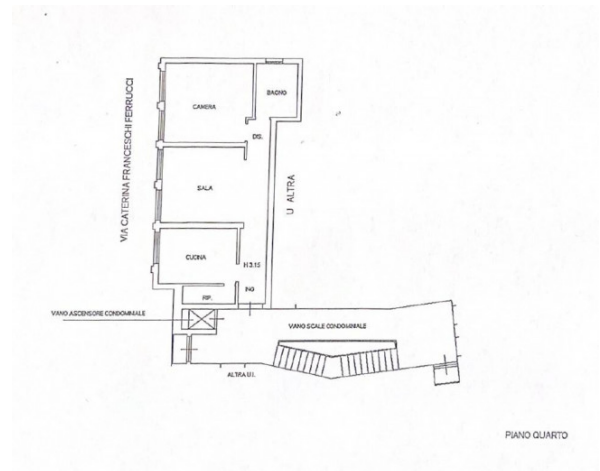 BAGNO
CAMERA
DIS.
VIA CATERINA FRANCESCHI FERRUCCI
SALA
U ALTRA
CUCINA
H 3.15
RIP.
ING
VANO ASCENSORE CONDOMINIALE
VANO SCALE CONDOMINIALE
ALTRA U.I.
PIANO QUARTO